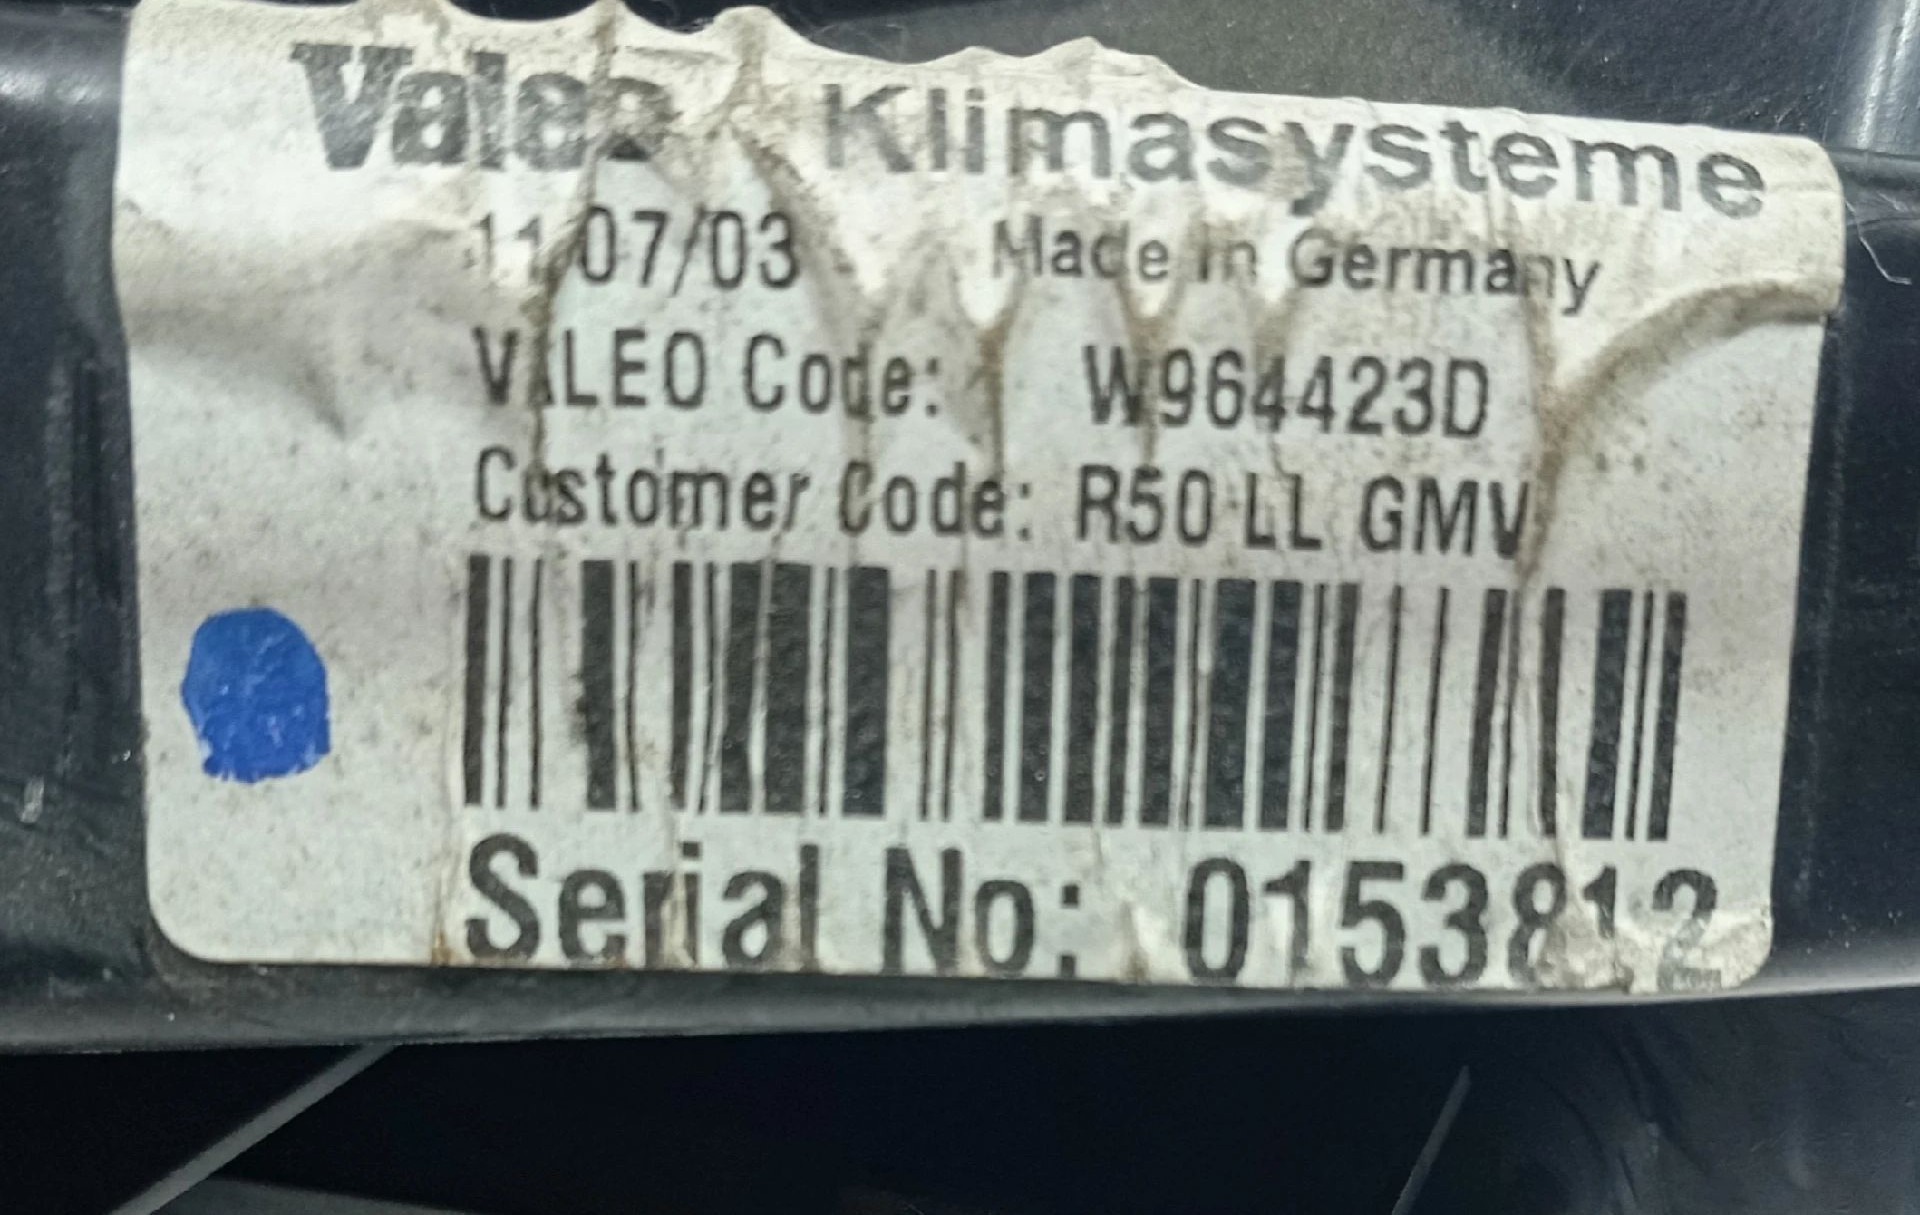 Valeo Klimasysteme
11/07/03 Made in Germany
VALEO Code: W964423D
Customer Code: R50 LL GMV
Serial No: 0153812